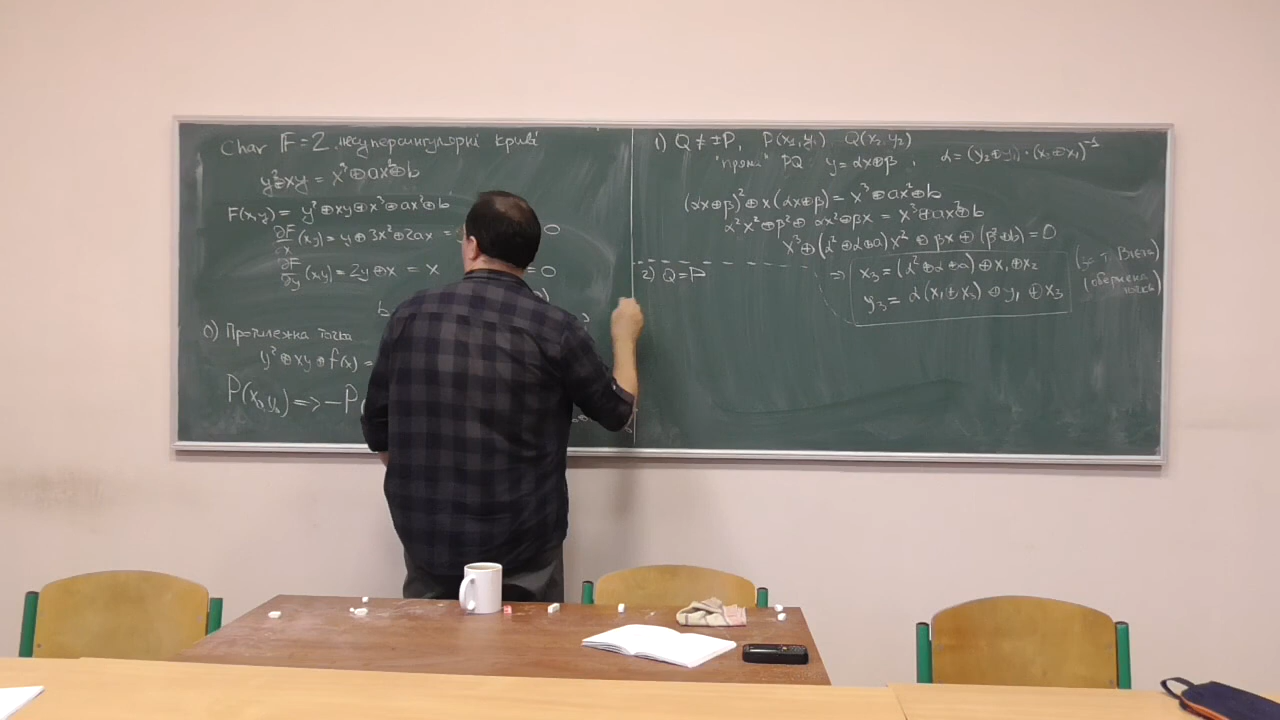 Char F = 2. несуперсингулярні криві
y² ⊕ xy = x³ ⊕ ax² ⊕ b
F(x,y) = y² ⊕ xy ⊕ x³ ⊕ ax² ⊕ b
∂F/∂x (x,y) = y ⊕ 3x² ⊕ 2ax = 0
∂F/∂y (x,y) = 2y ⊕ x = x = 0
b
0) Протилежна точка
y² ⊕ xy ⊕ f(x) =
P(x₀,y₀) => -P(
1) Q ≠ ±P, P(x₁,y₁) Q(x₂,y₂)
"пряма" PQ: y = αx⊕β, α = (y₂⊕y₁)·(x₂⊕x₁)⁻¹
(αx⊕β)² ⊕ x(αx⊕β) = x³ ⊕ ax² ⊕ b
α²x² ⊕ β² ⊕ αx² ⊕ βx = x³ ⊕ ax² ⊕ b
x³ ⊕ (α² ⊕ α ⊕ a)x² ⊕ βx ⊕ (β² ⊕ b) = 0
=> x₃ = (α² ⊕ α ⊕ a) ⊕ x₁ ⊕ x₂ (за т. Вієта)
y₃ = α(x₁ ⊕ x₃) ⊕ y₁ ⊕ x₃ (обернена точка)
2) Q = P